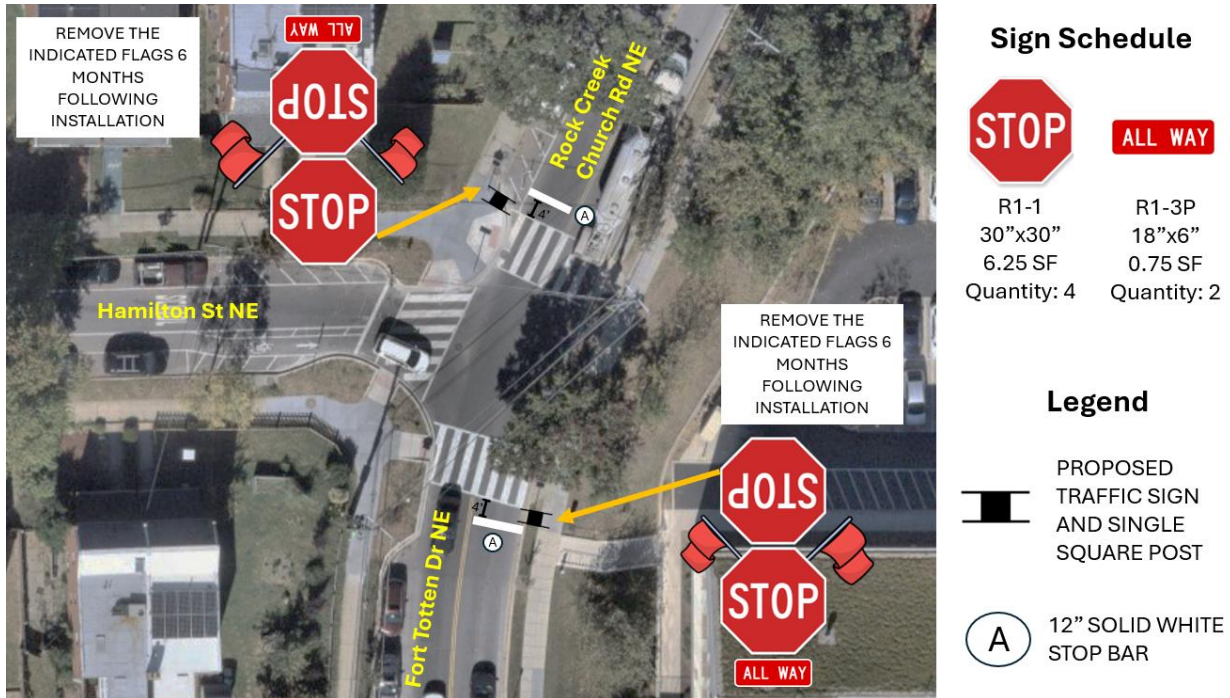 REMOVE THE
INDICATED FLAGS 6
MONTHS
FOLLOWING
INSTALLATION
ALL WAY
STOP
STOP
Rock Creek
Church Rd NE
4'
A
Hamilton St NE
REMOVE THE
INDICATED FLAGS 6
MONTHS
FOLLOWING
INSTALLATION
STOP
STOP
ALL WAY
4'
A
Fort Totten Dr NE
Sign Schedule
STOP
R1-1
30”x30”
6.25 SF
Quantity: 4
ALL WAY
R1-3P
18”x6”
0.75 SF
Quantity: 2
Legend
PROPOSED
TRAFFIC SIGN
AND SINGLE
SQUARE POST
A
12” SOLID WHITE
STOP BAR